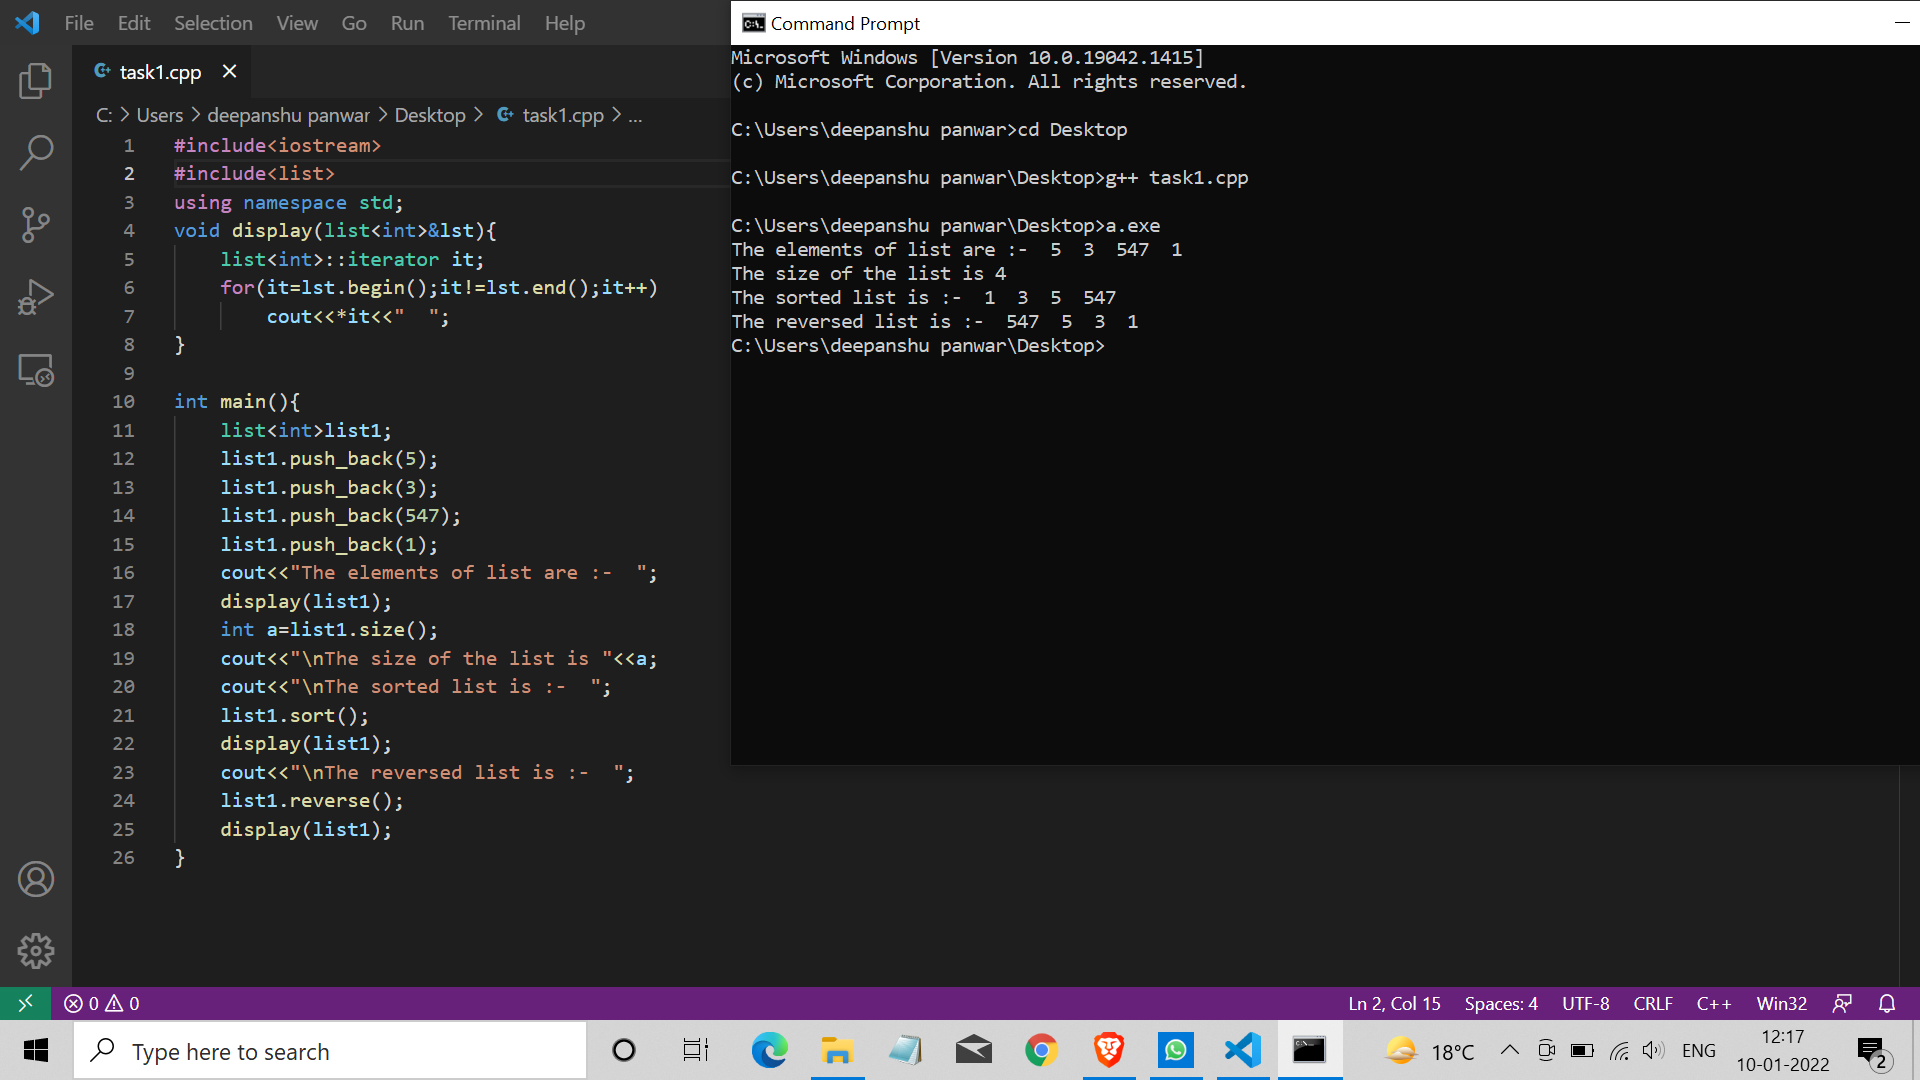 File Edit Selection View Go Run Terminal Help
task1.cpp
C: > Users > deepanshu panwar > Desktop > task1.cpp > ...
1 #include<iostream>
2 #include<list>
3 using namespace std;
4 void display(list<int>&lst){
5     list<int>::iterator it;
6     for(it=lst.begin();it!=lst.end();it++)
7         cout<<*it<<"  ";
8 }
9
10 int main(){
11     list<int>list1;
12     list1.push_back(5);
13     list1.push_back(3);
14     list1.push_back(547);
15     list1.push_back(1);
16     cout<<"The elements of list are :-  ";
17     display(list1);
18     int a=list1.size();
19     cout<<"\nThe size of the list is "<<a;
20     cout<<"\nThe sorted list is :-  ";
21     list1.sort();
22     display(list1);
23     cout<<"\nThe reversed list is :-  ";
24     list1.reverse();
25     display(list1);
26 }
Command Prompt
Microsoft Windows [Version 10.0.19042.1415]
(c) Microsoft Corporation. All rights reserved.
C:\Users\deepanshu panwar>cd Desktop
C:\Users\deepanshu panwar\Desktop>g++ task1.cpp
C:\Users\deepanshu panwar\Desktop>a.exe
The elements of list are :-  5  3  547  1
The size of the list is 4
The sorted list is :-  1  3  5  547
The reversed list is :-  547  5  3  1
C:\Users\deepanshu panwar\Desktop>
0 0 Ln 2, Col 15 Spaces: 4 UTF-8 CRLF C++ Win32
Type here to search 18°C ENG 12:17
10-01-2022 2